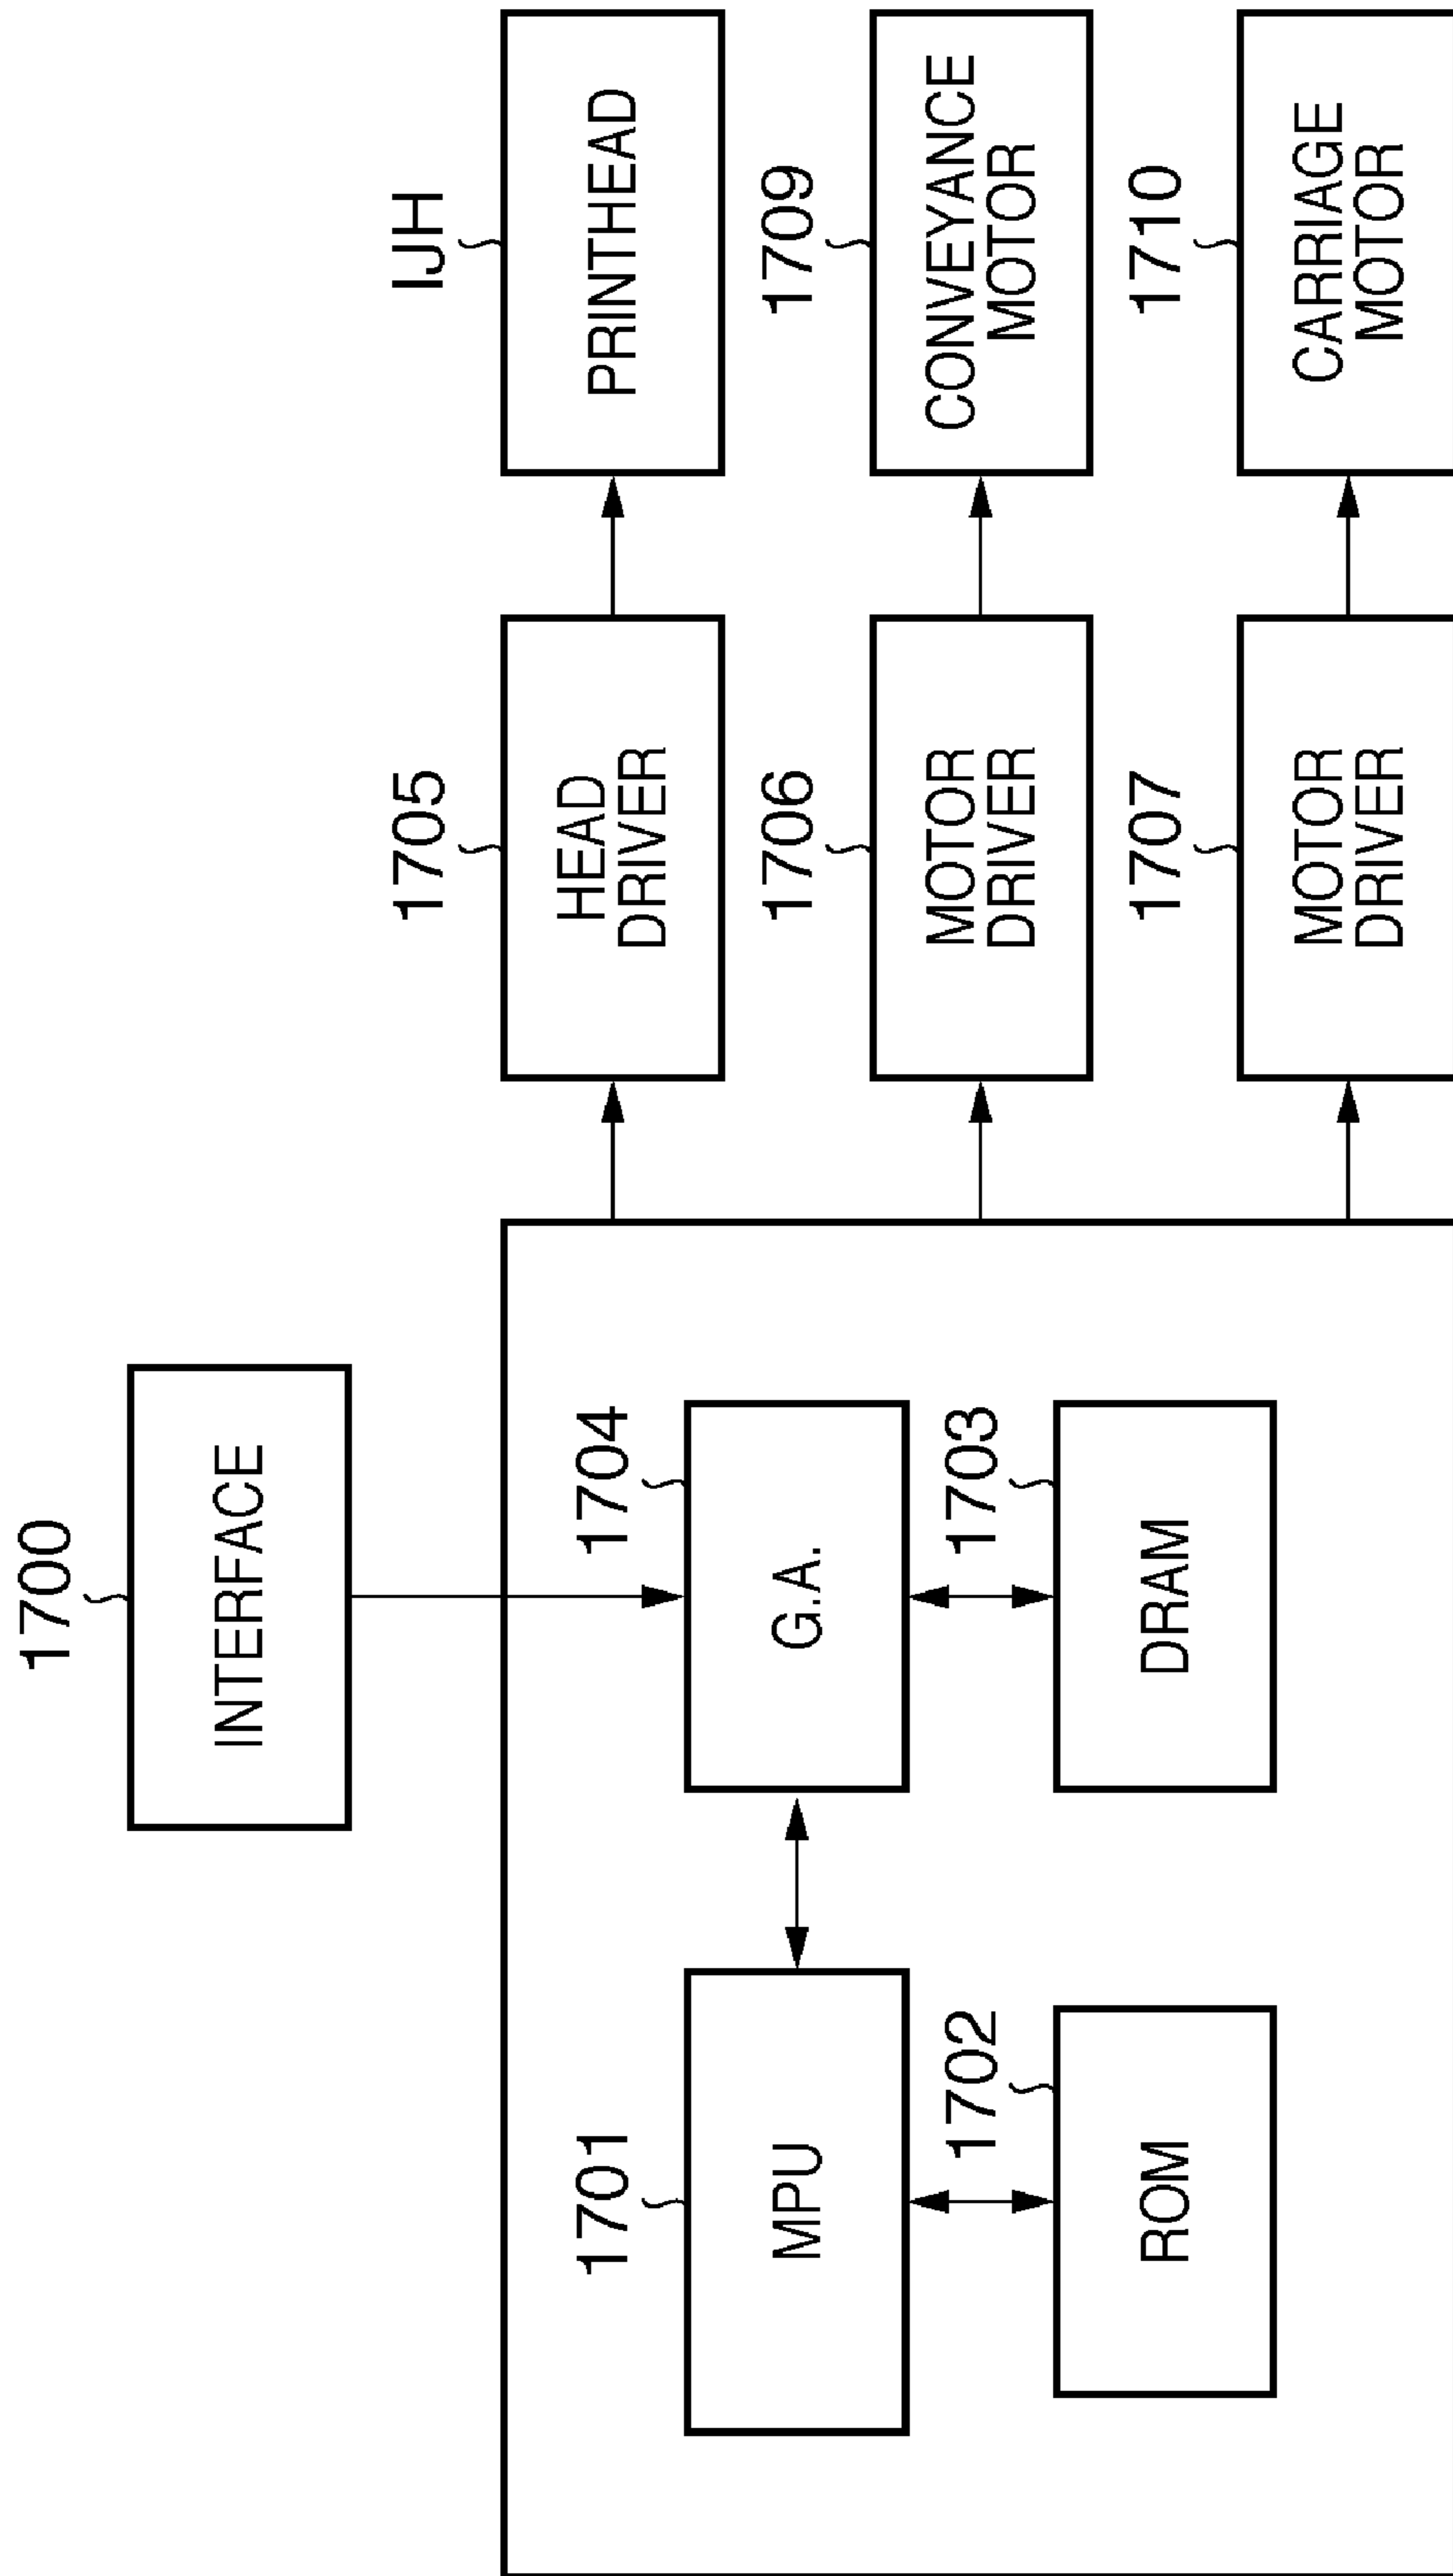 1700
INTERFACE
1701
MPU
1704
G.A.
1702
ROM
1703
DRAM
1705
HEAD
DRIVER
IJH
PRINTHEAD
1706
MOTOR
DRIVER
1709
CONVEYANCE
MOTOR
1707
MOTOR
DRIVER
1710
CARRIAGE
MOTOR